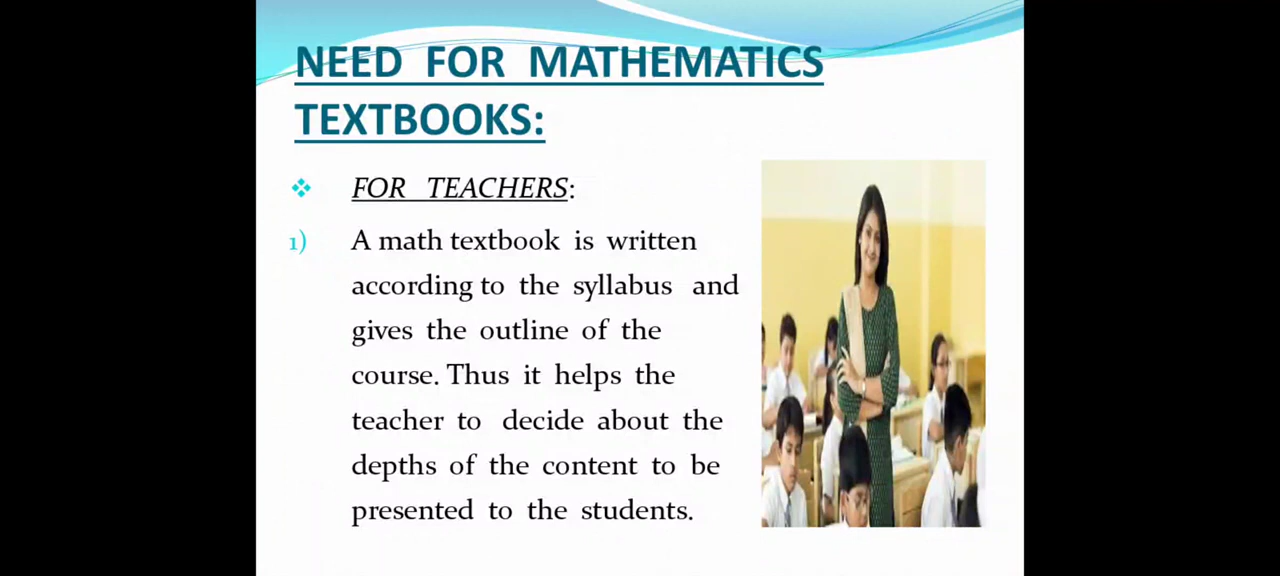 NEED FOR MATHEMATICS
TEXTBOOKS:
❖ FOR TEACHERS:
1) A math textbook is written
according to the syllabus and
gives the outline of the
course. Thus it helps the
teacher to decide about the
depths of the content to be
presented to the students.